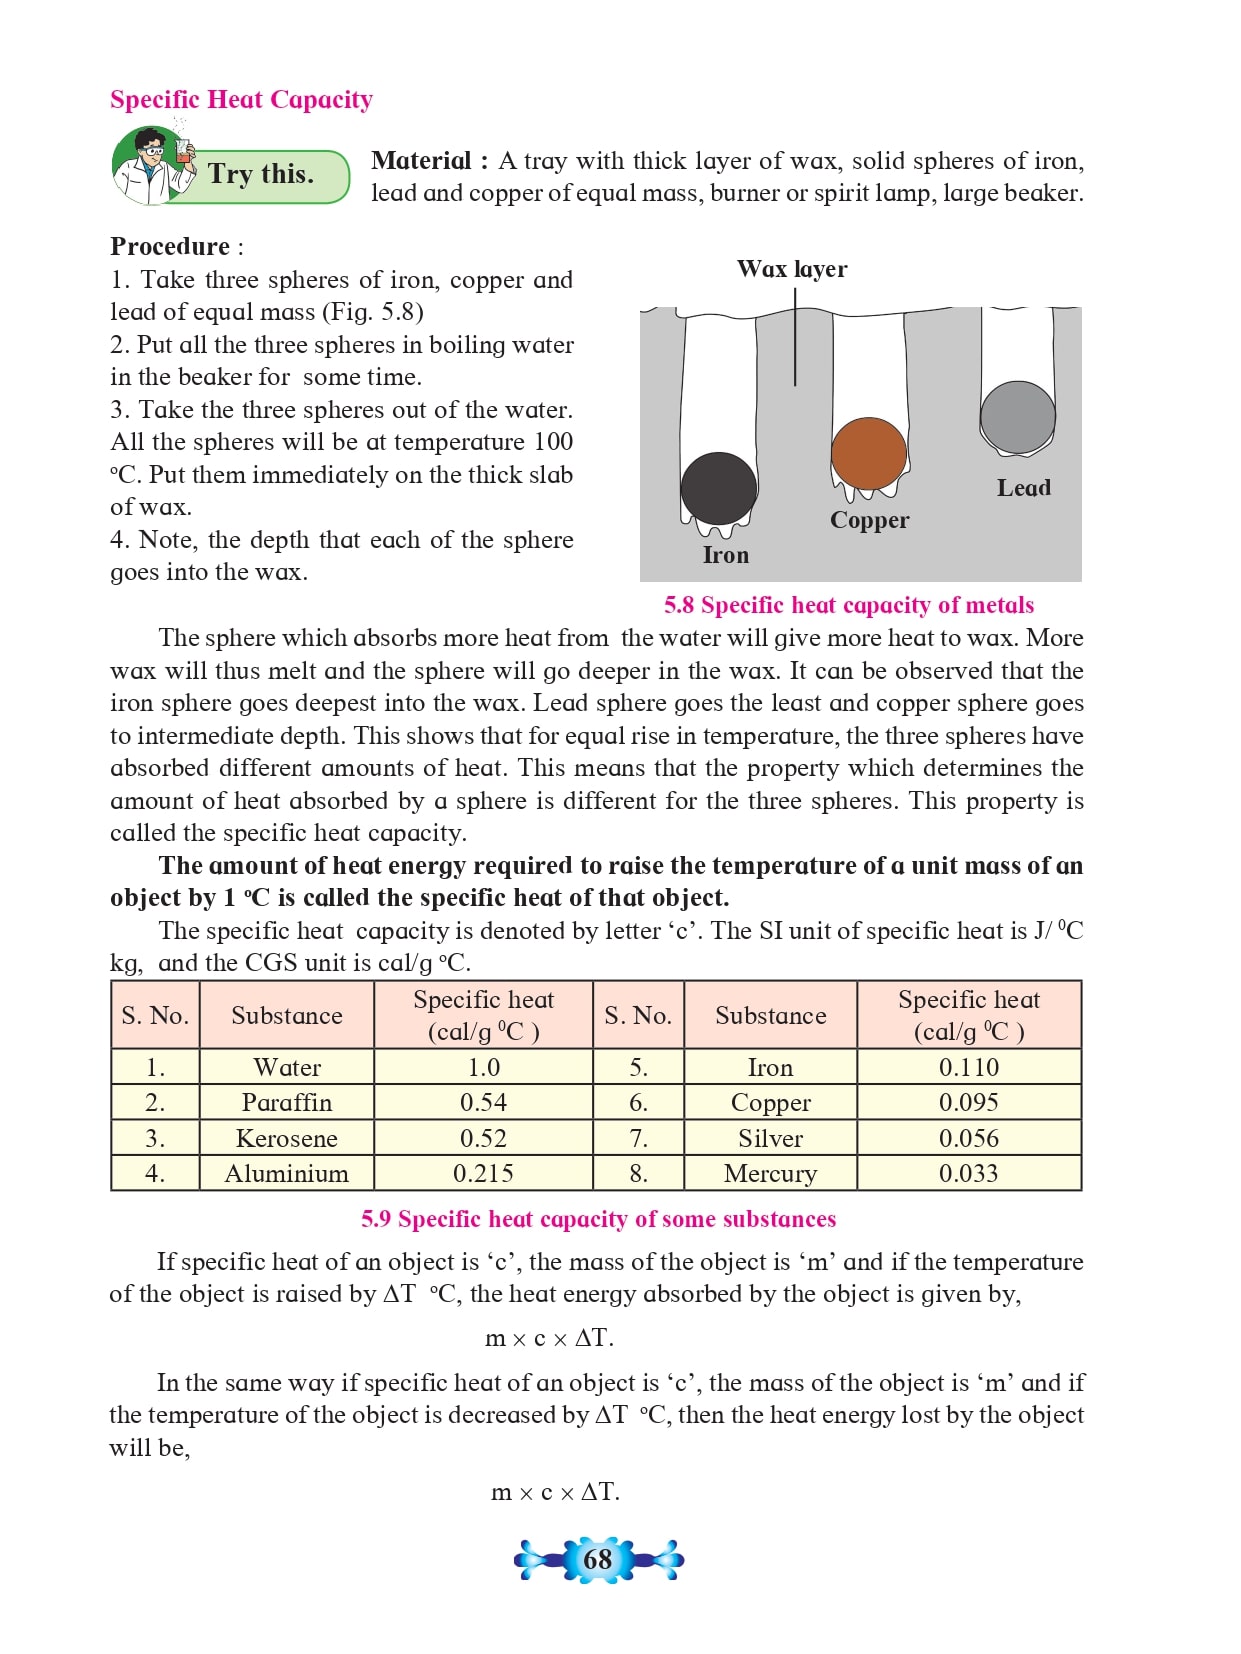 Specific Heat Capacity
Try this.
Material : A tray with thick layer of wax, solid spheres of iron,
lead and copper of equal mass, burner or spirit lamp, large beaker.
Procedure :
1. Take three spheres of iron, copper and
lead of equal mass (Fig. 5.8)
2. Put all the three spheres in boiling water
in the beaker for some time.
3. Take the three spheres out of the water.
All the spheres will be at temperature 100
ºC. Put them immediately on the thick slab
of wax.
4. Note, the depth that each of the sphere
goes into the wax.
Wax layer
Lead
Copper
Iron
5.8 Specific heat capacity of metals
The sphere which absorbs more heat from the water will give more heat to wax. More
wax will thus melt and the sphere will go deeper in the wax. It can be observed that the
iron sphere goes deepest into the wax. Lead sphere goes the least and copper sphere goes
to intermediate depth. This shows that for equal rise in temperature, the three spheres have
absorbed different amounts of heat. This means that the property which determines the
amount of heat absorbed by a sphere is different for the three spheres. This property is
called the specific heat capacity.
The amount of heat energy required to raise the temperature of a unit mass of an
object by 1 ºC is called the specific heat of that object.
The specific heat capacity is denoted by letter ‘c’. The SI unit of specific heat is J/ ⁰C
kg, and the CGS unit is cal/g ºC.
S. No. Substance Specific heat (cal/g ⁰C ) S. No. Substance Specific heat (cal/g ⁰C )
1. Water 1.0 5. Iron 0.110
2. Paraffin 0.54 6. Copper 0.095
3. Kerosene 0.52 7. Silver 0.056
4. Aluminium 0.215 8. Mercury 0.033
5.9 Specific heat capacity of some substances
If specific heat of an object is ‘c’, the mass of the object is ‘m’ and if the temperature
of the object is raised by ΔT ºC, the heat energy absorbed by the object is given by,
m × c × ΔT.
In the same way if specific heat of an object is ‘c’, the mass of the object is ‘m’ and if
the temperature of the object is decreased by ΔT ºC, then the heat energy lost by the object
will be,
m × c × ΔT.
68